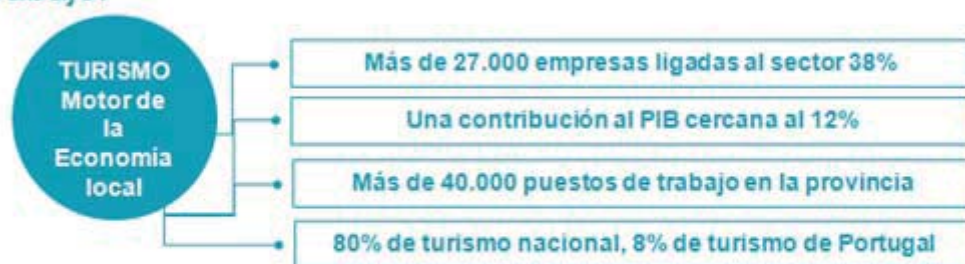 TURISMO
Motor de
la
Economía
local
Más de 27.000 empresas ligadas al sector 38%
Una contribución al PIB cercana al 12%
Más de 40.000 puestos de trabajo en la provincia
80% de turismo nacional, 8% de turismo de Portugal